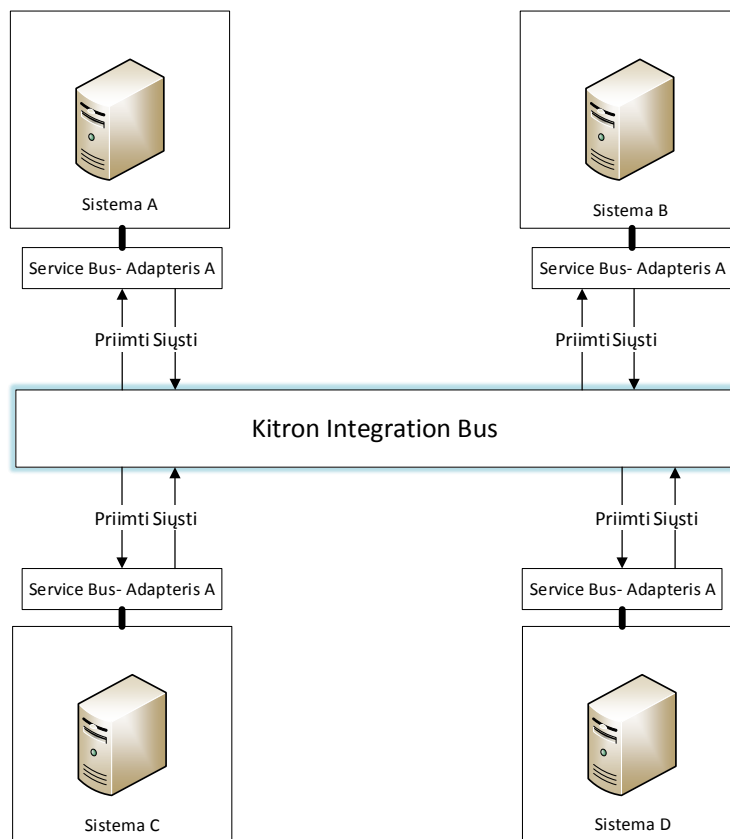 Sistema A
Sistema B
Service Bus- Adapteris A
Service Bus- Adapteris A
Priimti Siųsti
Priimti Siųsti
Kitron Integration Bus
Priimti Siųsti
Priimti Siųsti
Service Bus- Adapteris A
Service Bus- Adapteris A
Sistema C
Sistema D